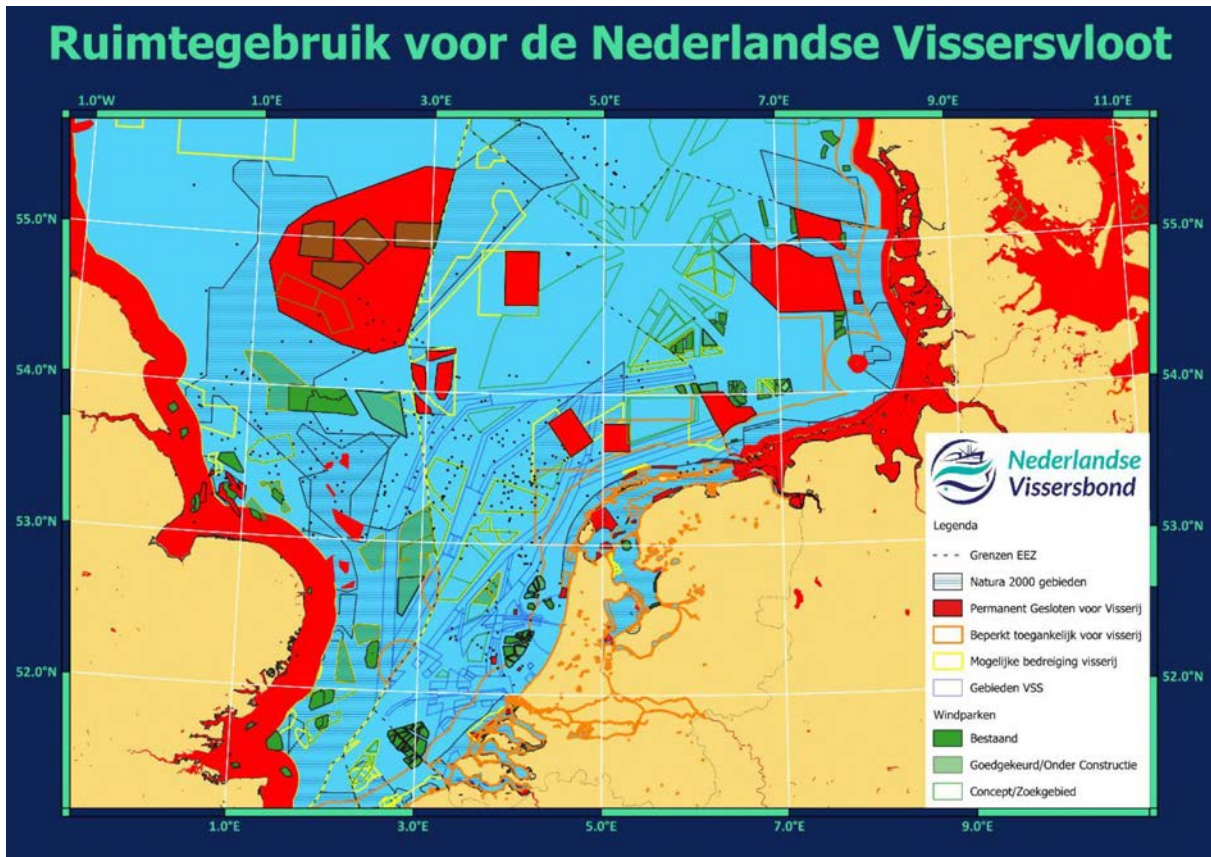 Ruimtegebruik voor de Nederlandse Vissersvloot
1.0°W 1.0°E 3.0°E 5.0°E 7.0°E 9.0°E 11.0°E
55.0°N 55.0°N
54.0°N 54.0°N
53.0°N 53.0°N
52.0°N 52.0°N
Nederlandse
Vissersbond
Legenda
Grenzen EEZ
Natura 2000 gebieden
Permanent Gesloten voor Visserij
Beperkt toegankelijk voor visserij
Mogelijke bedreiging visserij
Gebieden VSS
Windparken
Bestaand
Goedgekeurd/Onder Constructie
Concept/Zoekgebied
1.0°E 3.0°E 5.0°E 7.0°E 9.0°E